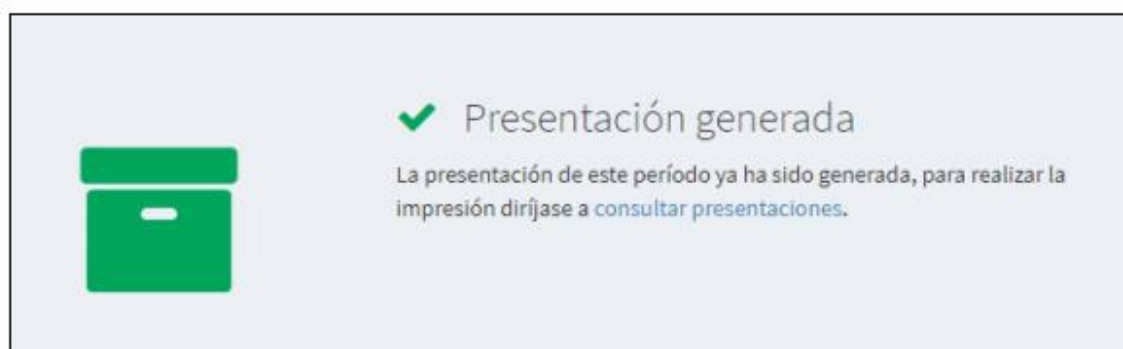 Presentación generada
La presentación de este período ya ha sido generada, para realizar la
impresión diríjase a consultar presentaciones.